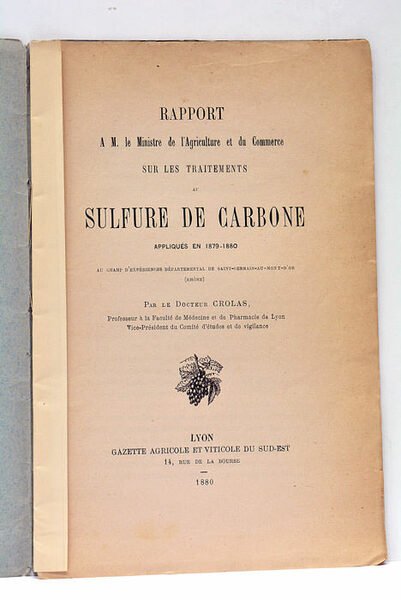 RAPPORT
A M. le Ministre de l'Agriculture et du Commerce
SUR LES TRAITEMENTS
AU
SULFURE DE CARBONE
APPLIQUÉS EN 1879-1880
AU CHAMP D'EXPÉRIENCES DÉPARTEMENTAL DE SAINT-GERMAIN-AU-MONT-D'OR
(RHÔNE)
PAR LE DOCTEUR CROLAS,
Professeur à la Faculté de Médecine et de Pharmacie de Lyon
Vice-Président du Comité d'études et de vigilance
LYON
GAZETTE AGRICOLE ET VITICOLE DU SUD-EST
14, RUE DE LA BOURSE
1880